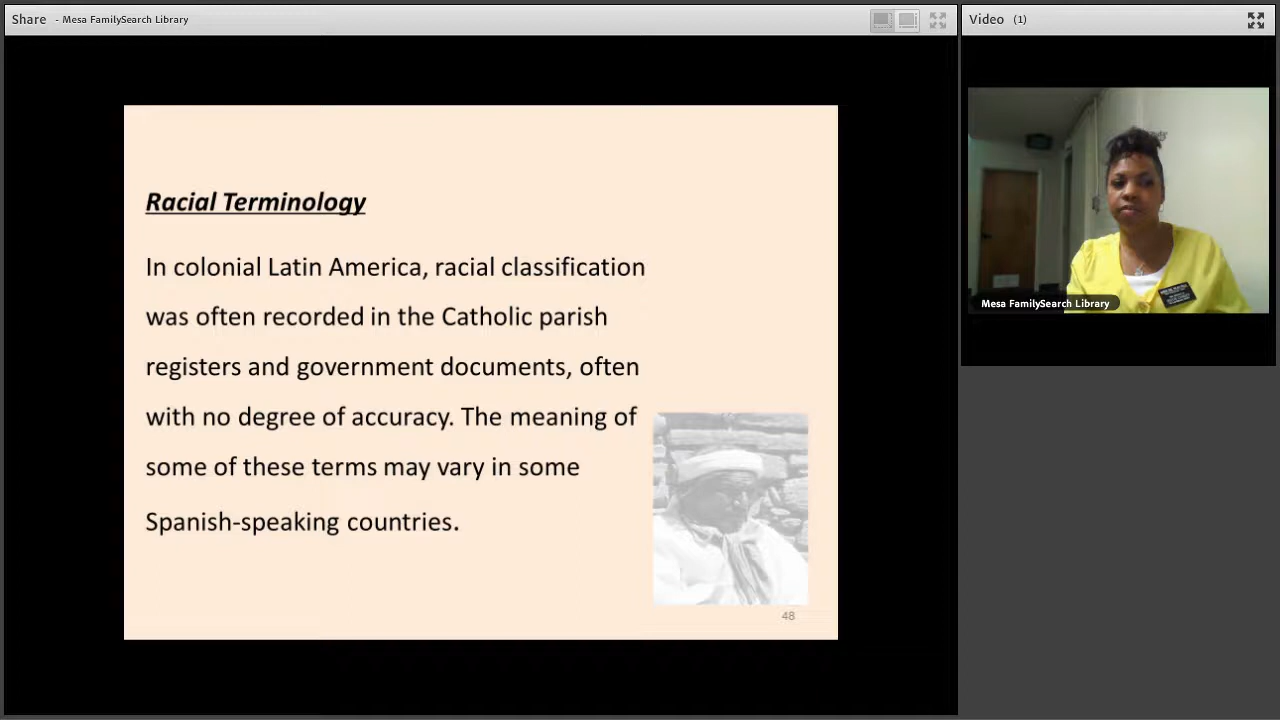 Share - Mesa FamilySearch Library
Video (1)
Racial Terminology
In colonial Latin America, racial classification
was often recorded in the Catholic parish
registers and government documents, often
with no degree of accuracy. The meaning of
some of these terms may vary in some
Spanish-speaking countries.
48
Mesa FamilySearch Library